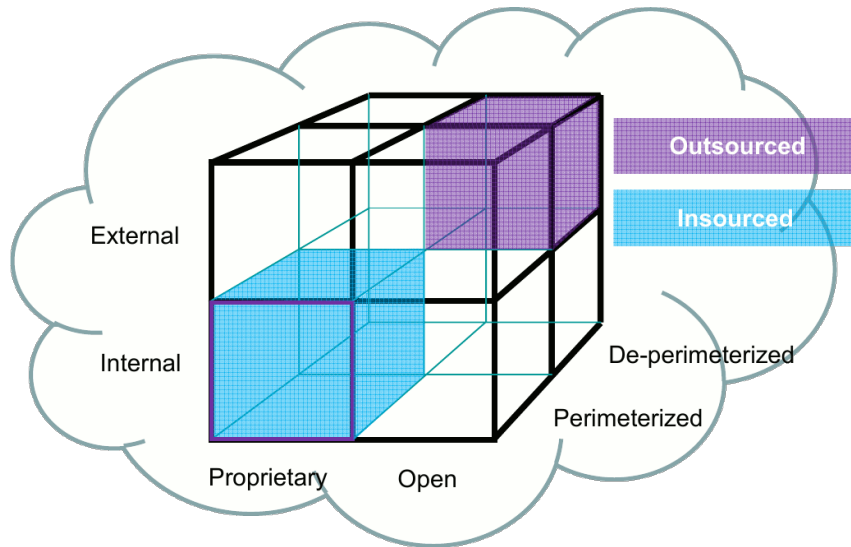 Outsourced
Insourced
External
Internal
De-perimeterized
Perimeterized
Proprietary
Open